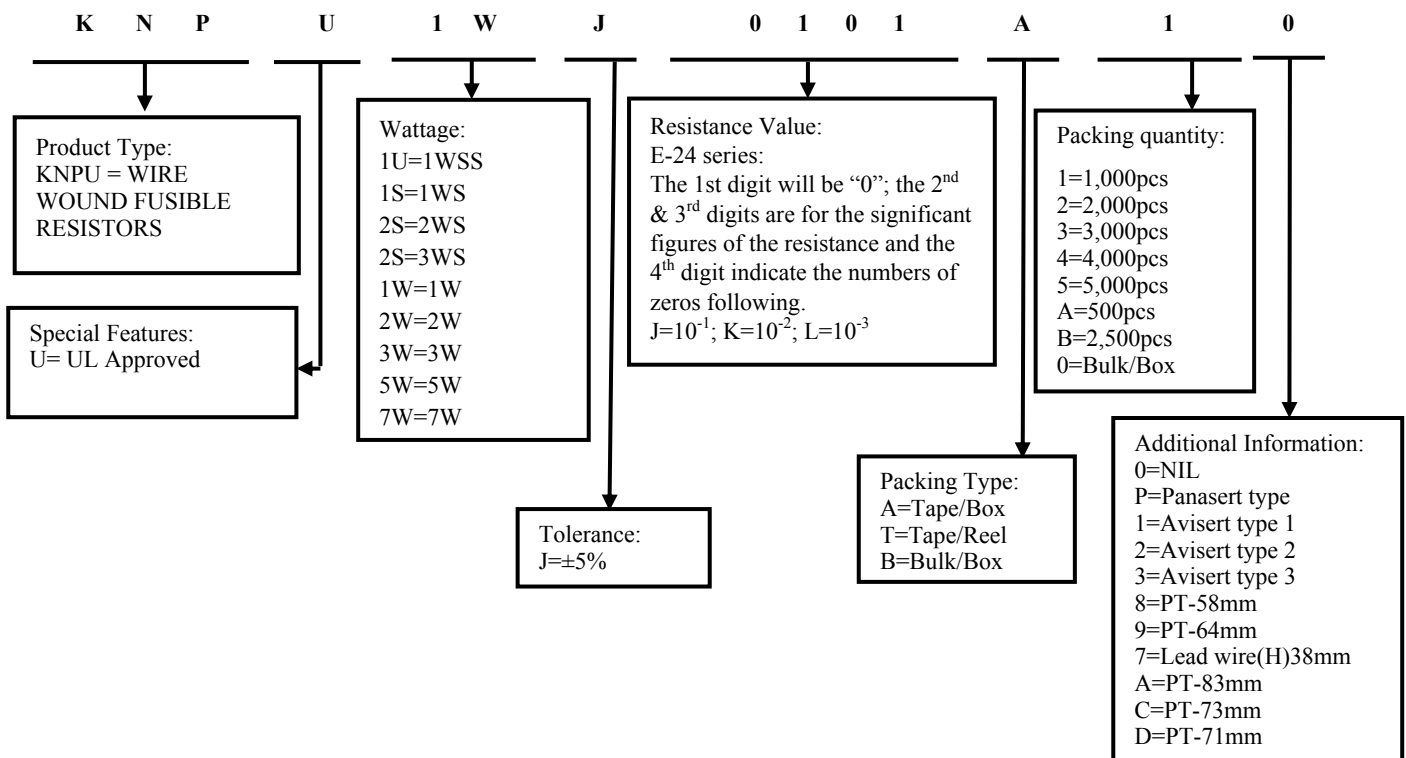 K N P U 1 W J 0 1 0 1 A 1 0
Product Type:
KNPU = WIRE
WOUND FUSIBLE
RESISTORS
Special Features:
U= UL Approved
Wattage:
1U=1WSS
1S=1WS
2S=2WS
2S=3WS
1W=1W
2W=2W
3W=3W
5W=5W
7W=7W
Tolerance:
J=±5%
Resistance Value:
E-24 series:
The 1st digit will be “0”; the 2nd
& 3rd digits are for the significant
figures of the resistance and the
4th digit indicate the numbers of
zeros following.
J=10-1; K=10-2; L=10-3
Packing Type:
A=Tape/Box
T=Tape/Reel
B=Bulk/Box
Packing quantity:
1=1,000pcs
2=2,000pcs
3=3,000pcs
4=4,000pcs
5=5,000pcs
A=500pcs
B=2,500pcs
0=Bulk/Box
Additional Information:
0=NIL
P=Panasert type
1=Avisert type 1
2=Avisert type 2
3=Avisert type 3
8=PT-58mm
9=PT-64mm
7=Lead wire(H)38mm
A=PT-83mm
C=PT-73mm
D=PT-71mm